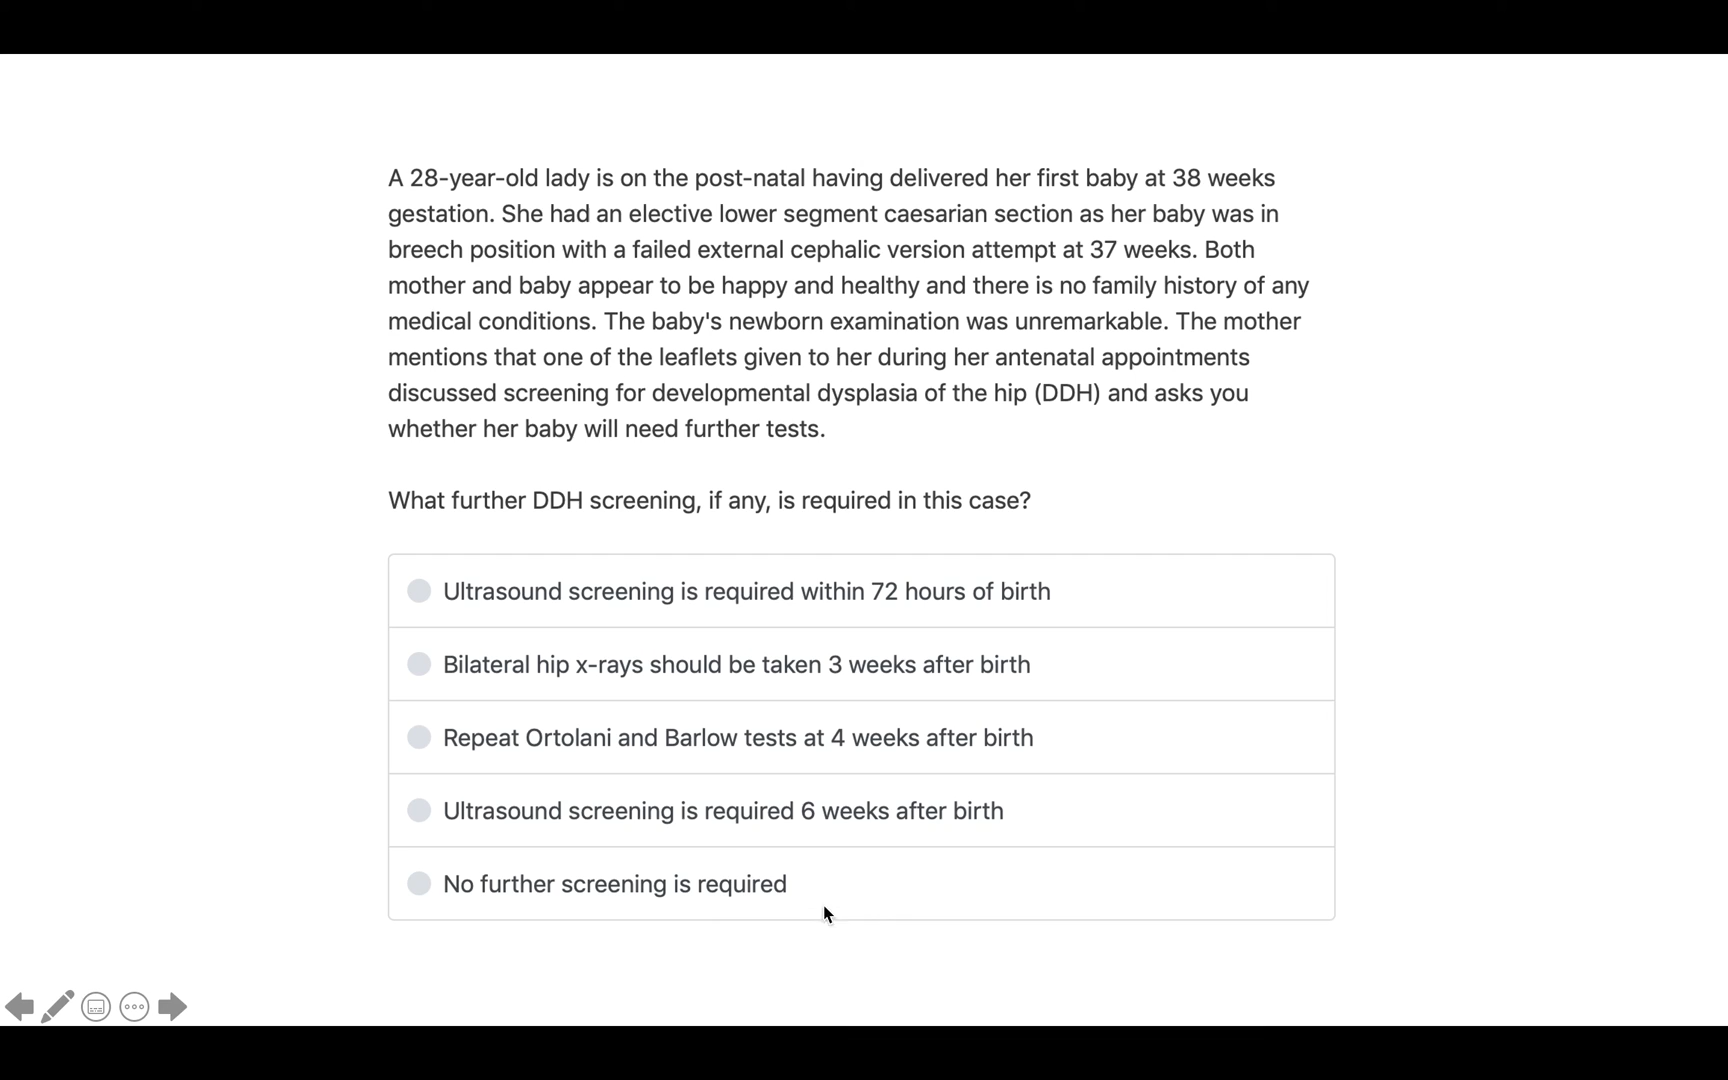 A 28-year-old lady is on the post-natal having delivered her first baby at 38 weeks
gestation. She had an elective lower segment caesarian section as her baby was in
breech position with a failed external cephalic version attempt at 37 weeks. Both
mother and baby appear to be happy and healthy and there is no family history of any
medical conditions. The baby's newborn examination was unremarkable. The mother
mentions that one of the leaflets given to her during her antenatal appointments
discussed screening for developmental dysplasia of the hip (DDH) and asks you
whether her baby will need further tests.
What further DDH screening, if any, is required in this case?
Ultrasound screening is required within 72 hours of birth
Bilateral hip x-rays should be taken 3 weeks after birth
Repeat Ortolani and Barlow tests at 4 weeks after birth
Ultrasound screening is required 6 weeks after birth
No further screening is required